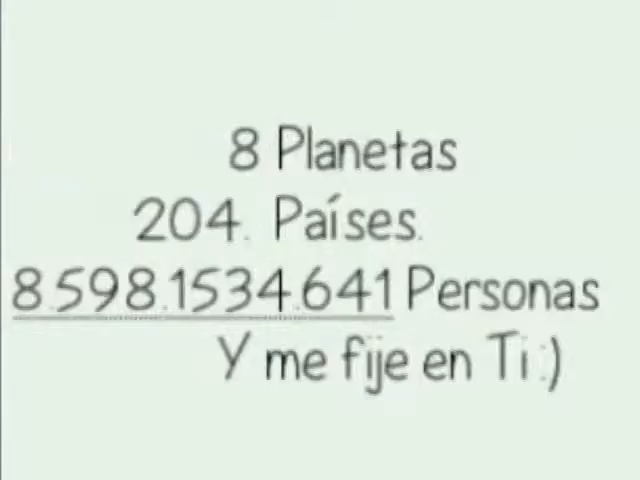 8 Planetas
204. Países.
8.598.1534.641 Personas
Y me fije en Ti :)